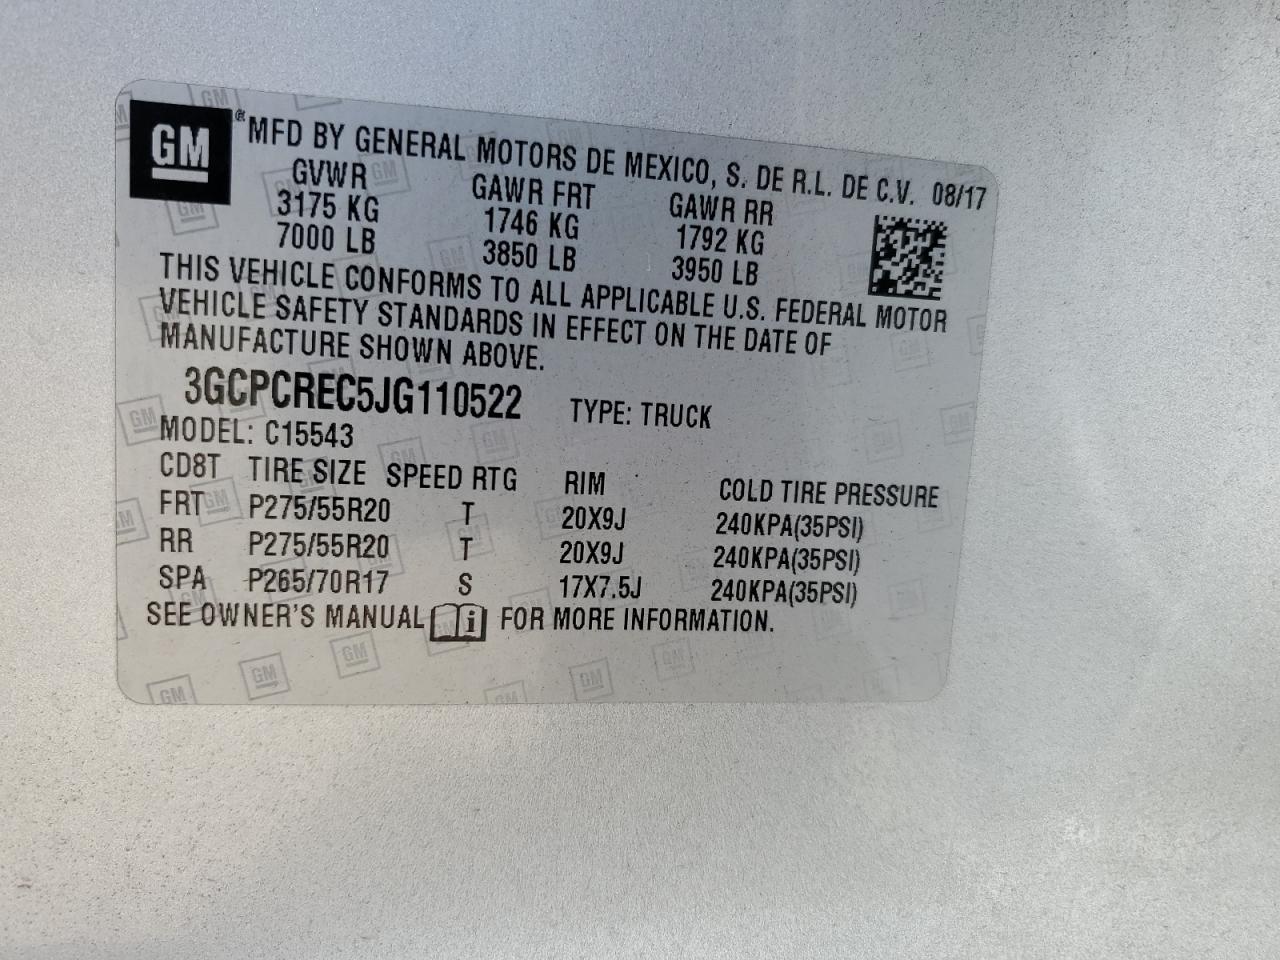 GM ® MFD BY GENERAL MOTORS DE MEXICO, S. DE R.L. DE C.V. 08/17
GVWR GAWR FRT GAWR RR
3175 KG 1746 KG 1792 KG
7000 LB 3850 LB 3950 LB
THIS VEHICLE CONFORMS TO ALL APPLICABLE U.S. FEDERAL MOTOR
VEHICLE SAFETY STANDARDS IN EFFECT ON THE DATE OF
MANUFACTURE SHOWN ABOVE.
3GCPCREC5JG110522 TYPE: TRUCK
MODEL: C15543
CD8T TIRE SIZE SPEED RTG RIM COLD TIRE PRESSURE
FRT P275/55R20 T 20X9J 240KPA(35PSI)
RR P275/55R20 T 20X9J 240KPA(35PSI)
SPA P265/70R17 S 17X7.5J 240KPA(35PSI)
SEE OWNER'S MANUAL i FOR MORE INFORMATION.